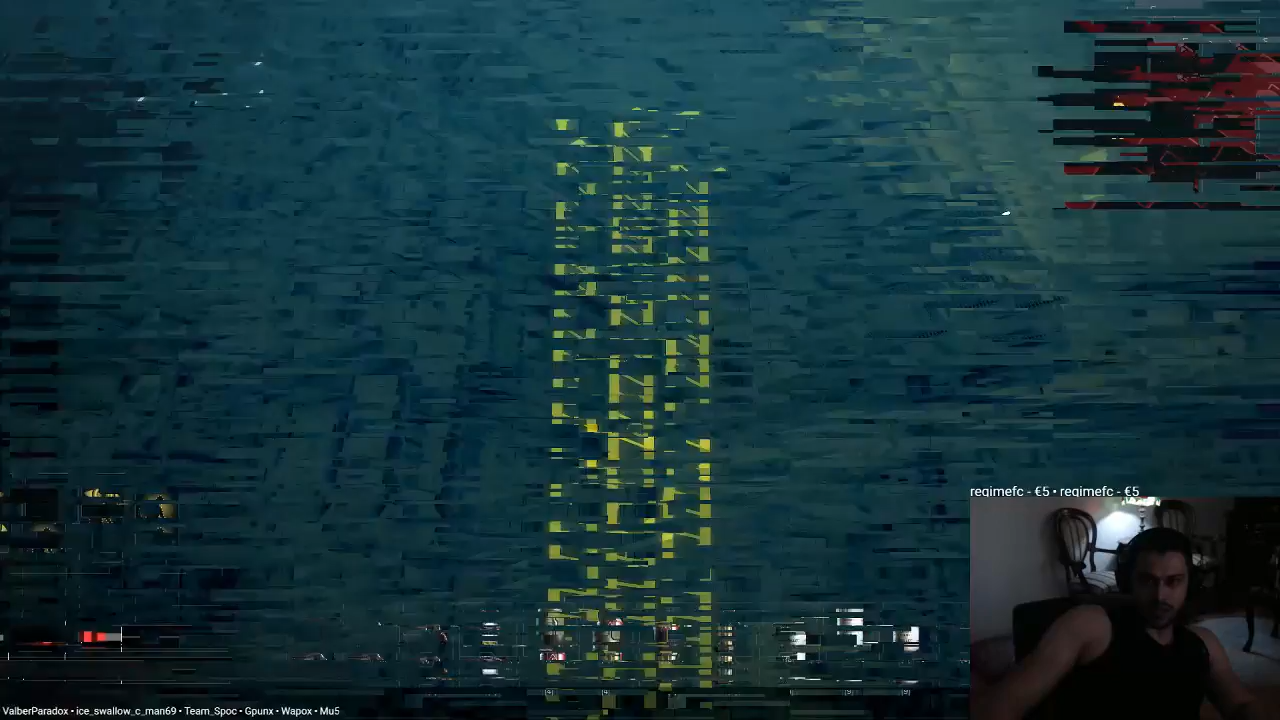 regimefc - €5 • regimefc - €5
ValberParadox • ice_swallow_c_man69 • Team_Spoc • Gpunx • Wapox • Mu5